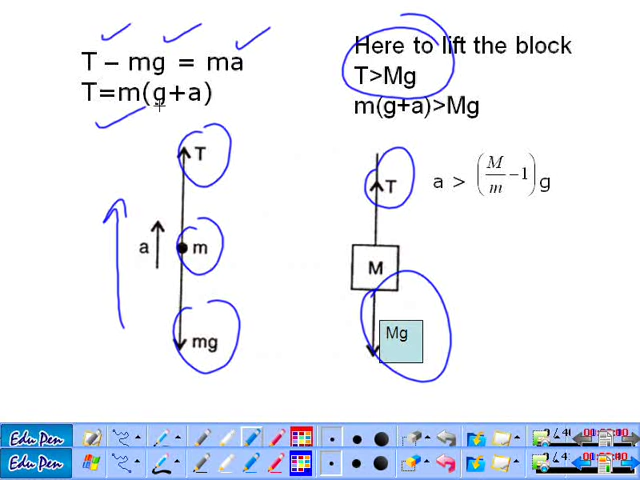 T – mg = ma
T=m(g+a)
Here to lift the block
T>Mg
m(g+a)>Mg
T
a
m
mg
T
M
Mg
a > (M/m −1)g
Edu Pen
Edu Pen